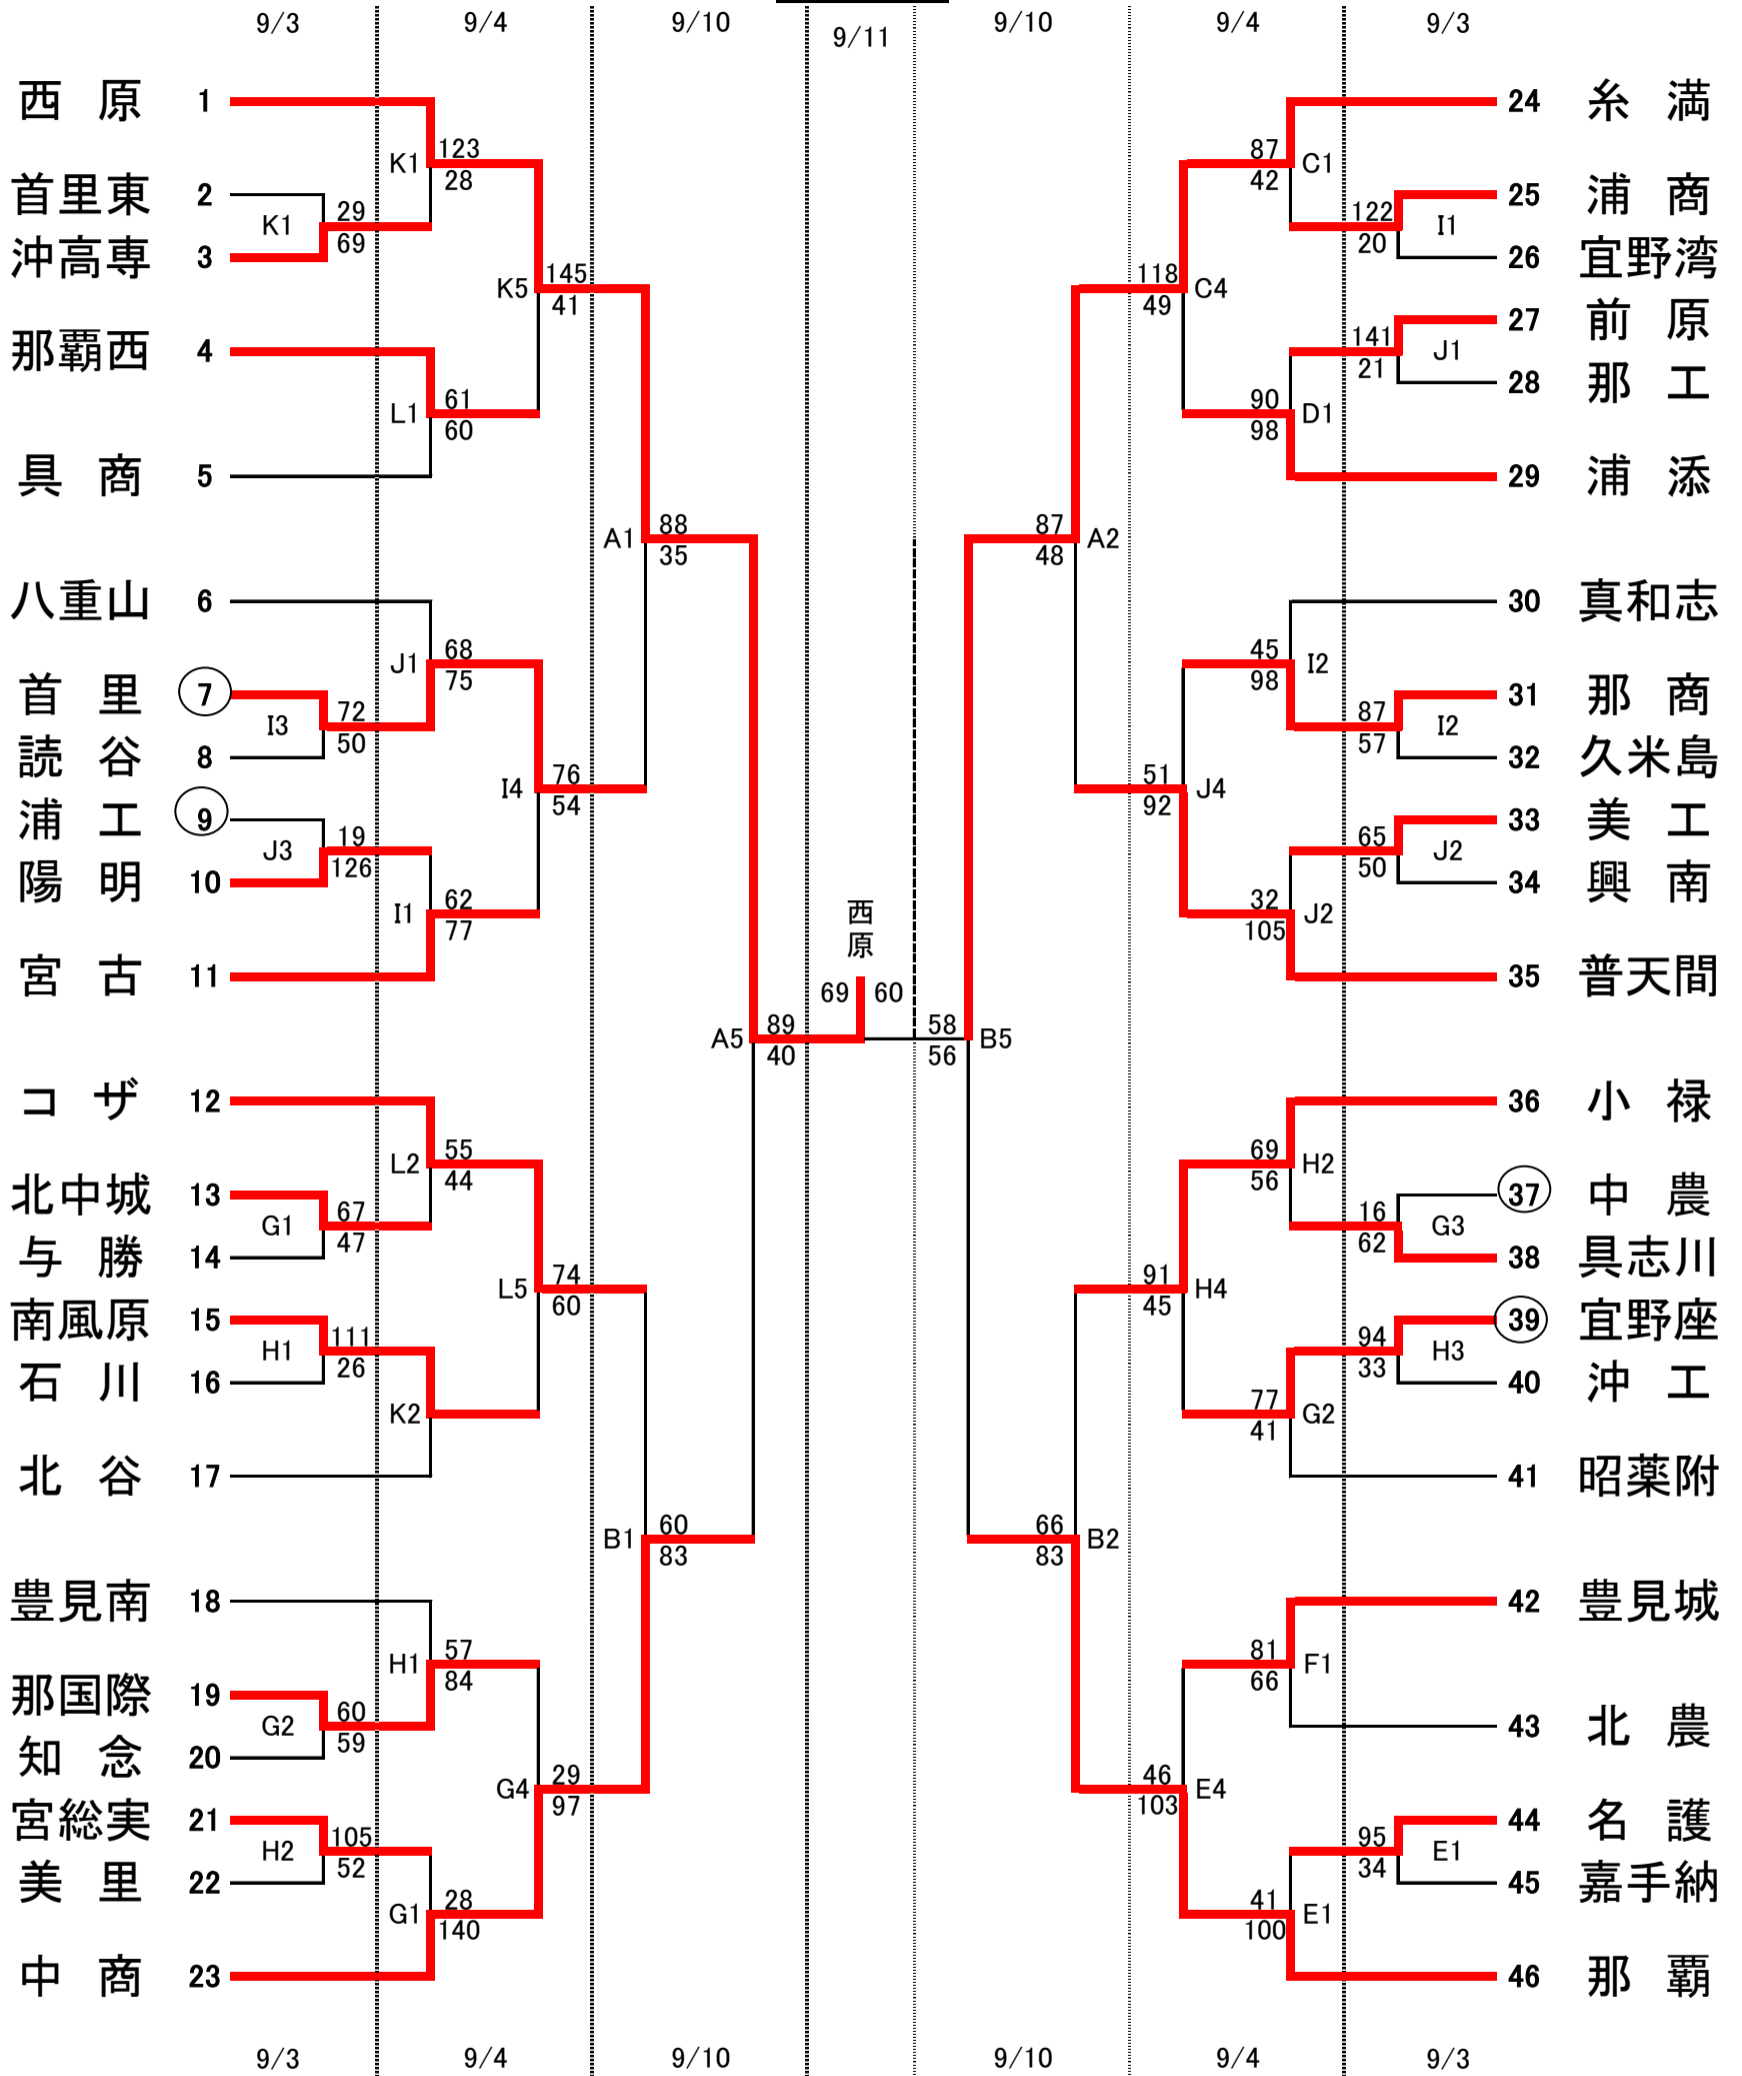 9/3 9/4 9/10 9/11 9/10 9/4 9/3
西原 1 24 糸満
K1 123 87 C1
28 42
首里東 2 25 浦商
K1 29 122 I1
69 20
沖高専 3 26 宜野湾
K5 145 118 C4
41 49
27 前原
那覇西 4 141 J1
21
28 那工
L1 61 90 D1
60 98
具商 5 29 浦添
A1 88 87 A2
35 48
八重山 6 30 真和志
J1 68 45 I2
75 98
首里 7 31 那商
I3 72 87 I2
50 57
読谷 8 32 久米島
I4 76 51 J4
54 92
浦工 9 33 美工
J3 19 65 J2
126 50
陽明 10 34 興南
I1 62 32 J2
77 105
西原
宮古 11 35 普天間
69 60
A5 89 58 B5
40 56
コザ 12 36 小禄
L2 55 69 H2
44 56
北中城 13 37 中農
G1 67 16 G3
47 62
与勝 14 38 具志川
L5 74 91 H4
60 45
南風原 15 39 宜野座
H1 111 94 H3
26 33
石川 16 40 沖工
K2 77 G2
41
北谷 17 41 昭薬附
B1 60 66 B2
83 83
豊見南 18 42 豊見城
H1 57 81 F1
84 66
那国際 19
G2 60 43 北農
59
知念 20
G4 29 46 E4
97 103
宮総実 21 44 名護
H2 105 95 E1
52 34
美里 22 45 嘉手納
G1 28 41 E1
140 100
中商 23 46 那覇
9/3 9/4 9/10 9/10 9/4 9/3